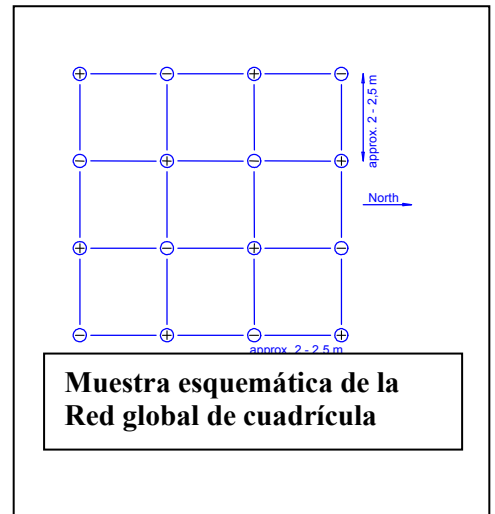 + − + −
approx. 2 - 2,5 m
− + − +
North
+ − + −
− + − +
approx. 2 - 2,5 m
Muestra esquemática de la
Red global de cuadrícula